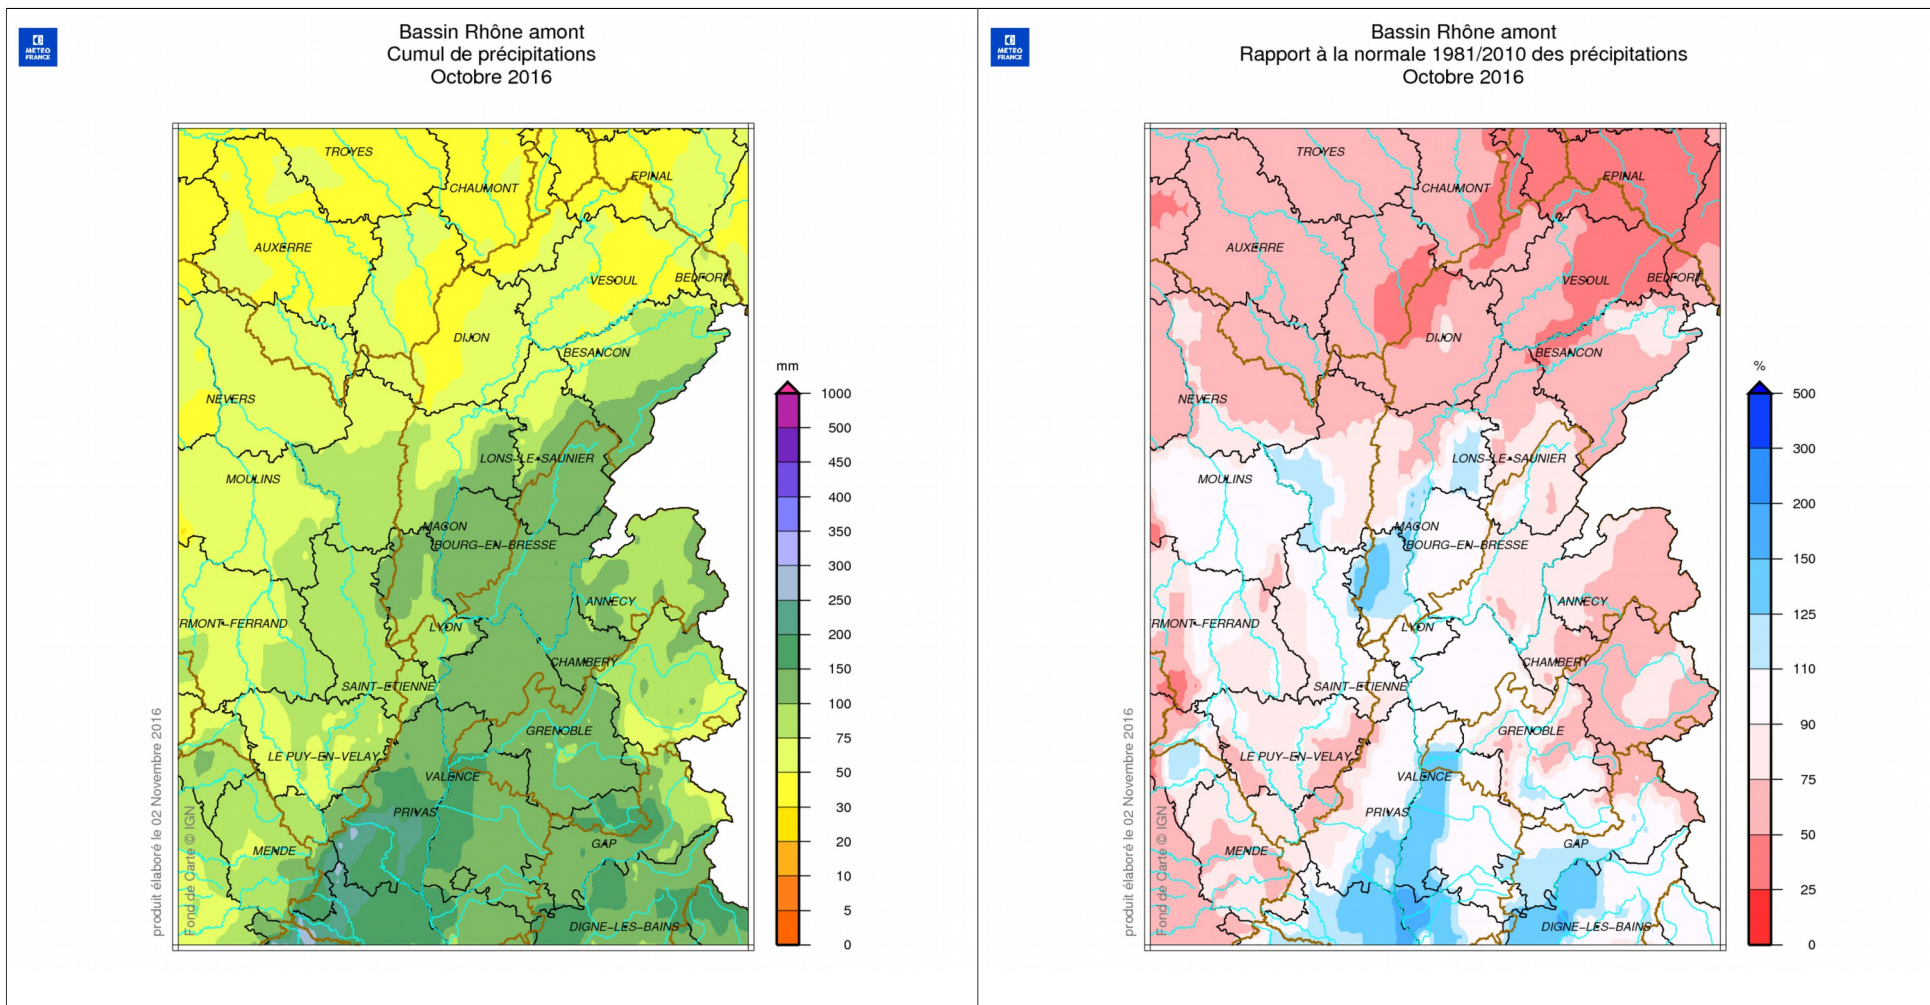 METEO
FRANCE
Bassin Rhône amont
Cumul de précipitations
Octobre 2016
TROYES
CHAUMONT
EPINAL
AUXERRE
VESOUL
BELFORT
DIJON
BESANCON
NEVERS
LONS-LE-SAUNIER
MOULINS
MACON
BOURG-EN-BRESSE
ANNECY
RMONT-FERRAND
LYON
CHAMBERY
SAINT-ETIENNE
GRENOBLE
LE PUY-EN-VELAY
VALENCE
PRIVAS
GAP
MENDE
DIGNE-LES-BAINS
mm
1000
500
450
400
350
300
250
200
150
100
75
50
30
20
10
5
0
produit élaboré le 02 Novembre 2016
Fond de Carte © IGN
METEO
FRANCE
Bassin Rhône amont
Rapport à la normale 1981/2010 des précipitations
Octobre 2016
TROYES
CHAUMONT
EPINAL
AUXERRE
VESOUL
BELFORT
DIJON
BESANCON
NEVERS
LONS-LE-SAUNIER
MOULINS
MACON
BOURG-EN-BRESSE
ANNECY
RMONT-FERRAND
LYON
CHAMBERY
SAINT-ETIENNE
GRENOBLE
LE PUY-EN-VELAY
VALENCE
PRIVAS
GAP
MENDE
DIGNE-LES-BAINS
%
500
300
200
150
125
110
90
75
50
25
0
produit élaboré le 02 Novembre 2016
Fond de Carte © IGN